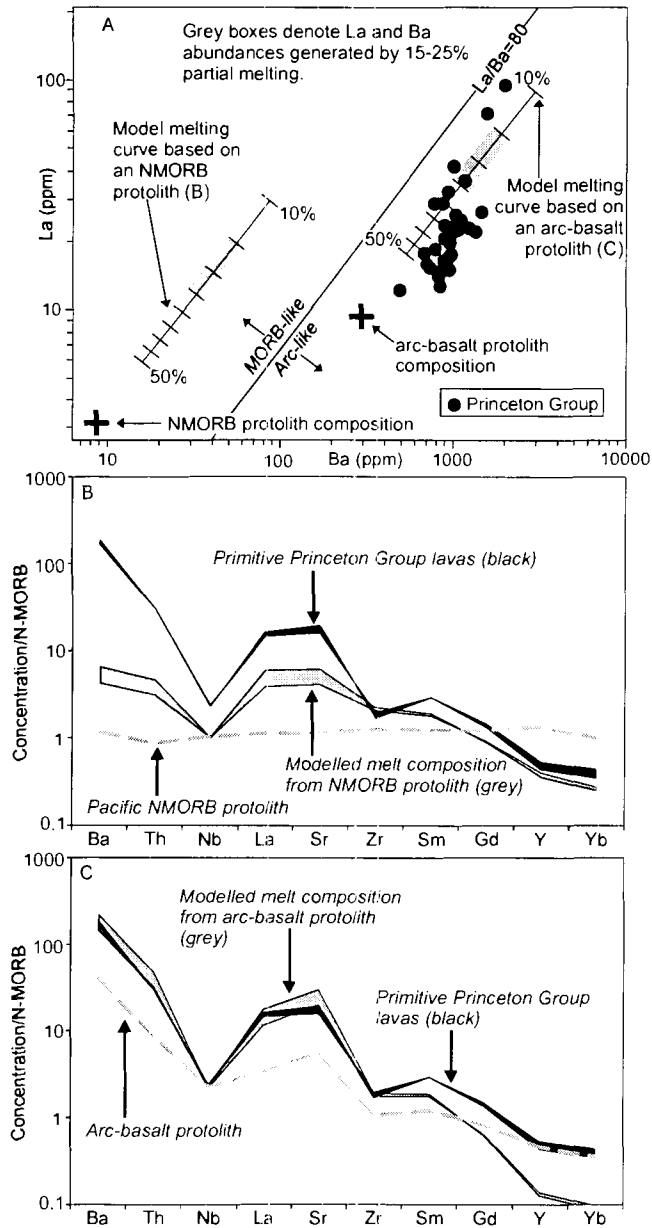 A
Grey boxes denote La and Ba
abundances generated by 15-25%
partial melting.
La/Ba=80
100
10%
Model melting
curve based on
an NMORB
protolith (B)
10%
La (ppm)
Model melting
curve based on
an arc-basalt
protolith (C)
50%
10
MORB-like
Arc-like
50%
arc-basalt protolith
composition
Princeton Group
NMORB protolith composition
10
100
Ba (ppm)
1000
10000
1000
B
Primitive Princeton Group lavas (black)
100
Concentration/N-MORB
10
1
Modelled melt composition
from NMORB protolith (grey)
Pacific NMORB protolith
0.1
Ba Th Nb La Sr Zr Sm Gd Y Yb
1000
C
Modelled melt composition
from arc-basalt protolith
(grey)
100
Primitive Princeton Group
lavas (black)
Concentration/N-MORB
10
1
Arc-basalt protolith
0.1
Ba Th Nb La Sr Zr Sm Gd Y Yb